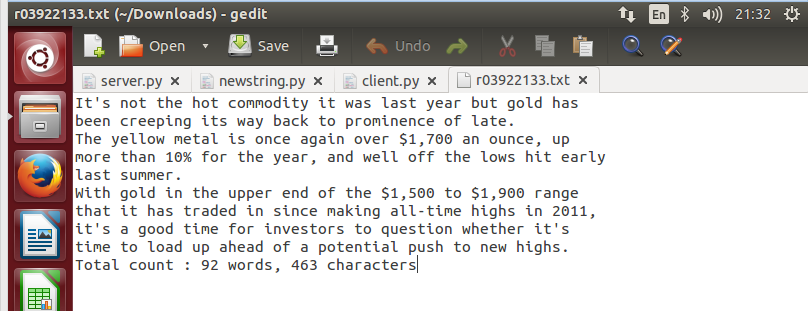 r03922133.txt (~/Downloads) - gedit
En
21:32
Open
Save
Undo
server.py
newstring.py
client.py
r03922133.txt
It's not the hot commodity it was last year but gold has
been creeping its way back to prominence of late.
The yellow metal is once again over $1,700 an ounce, up
more than 10% for the year, and well off the lows hit early
last summer.
With gold in the upper end of the $1,500 to $1,900 range
that it has traded in since making all-time highs in 2011,
it's a good time for investors to question whether it's
time to load up ahead of a potential push to new highs.
Total count : 92 words, 463 characters